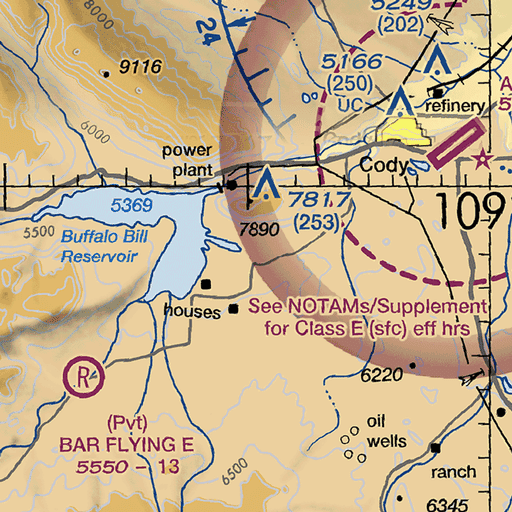 8000
5249
(202)
24
9116
5166
(250)
UC
refinery
6000
power
plant
Cody
5369
7817
(253)
109
5500
7890
Buffalo Bill
Reservoir
See NOTAMs/Supplement
for Class E (sfc) eff hrs
houses
6220
R
(Pvt)
BAR FLYING E
5550 - 13
oil
wells
6500
ranch
6345